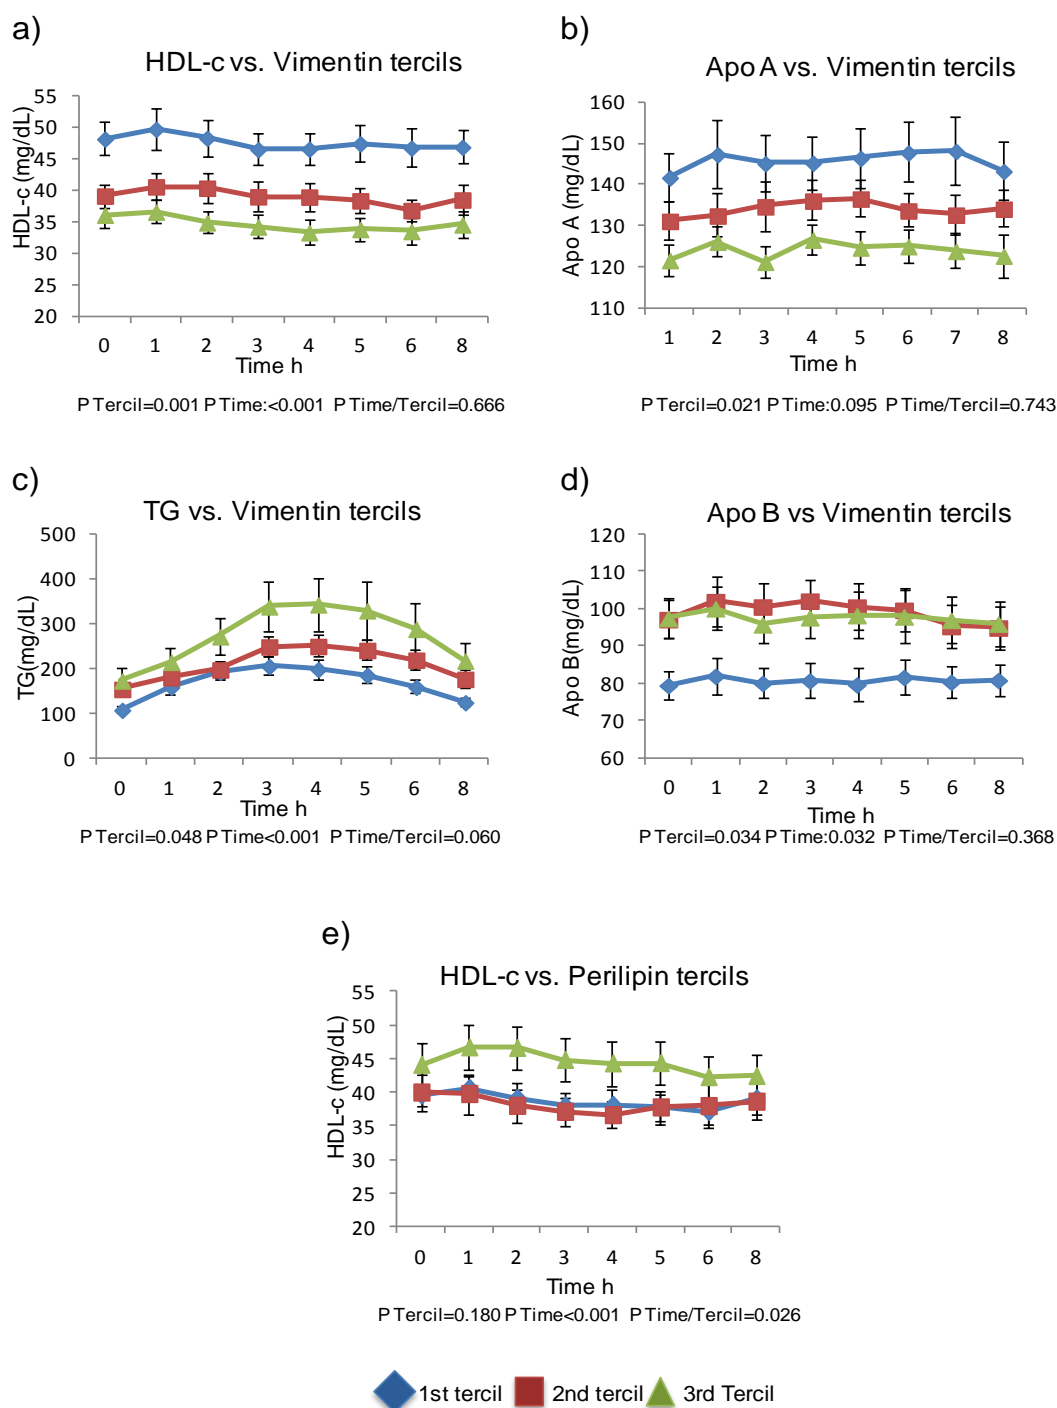 a)
HDL-c vs. Vimentin tercils
HDL-c (mg/dL)
55
50
45
40
35
30
25
20
0 1 2 3 4 5 6 8
Time h
P Tercil=0.001 P Time:<0.001 P Time/Tercil=0.666
b)
Apo A vs. Vimentin tercils
Apo A (mg/dL)
160
150
140
130
120
110
1 2 3 4 5 6 7 8
Time h
P Tercil=0.021 P Time:0.095 P Time/Tercil=0.743
c)
TG vs. Vimentin tercils
TG(mg/dL)
500
400
300
200
100
0
0 1 2 3 4 5 6 8
Time h
P Tercil=0.048 P Time<0.001 P Time/Tercil=0.060
d)
Apo B vs Vimentin tercils
Apo B(mg/dL)
120
110
100
90
80
70
60
0 1 2 3 4 5 6 8
Time h
P Tercil=0.034 P Time:0.032 P Time/Tercil=0.368
e)
HDL-c vs. Perilipin tercils
HDL-c (mg/dL)
55
50
45
40
35
30
25
20
0 1 2 3 4 5 6 8
Time h
P Tercil=0.180 P Time<0.001 P Time/Tercil=0.026
1st tercil 2nd tercil 3rd Tercil